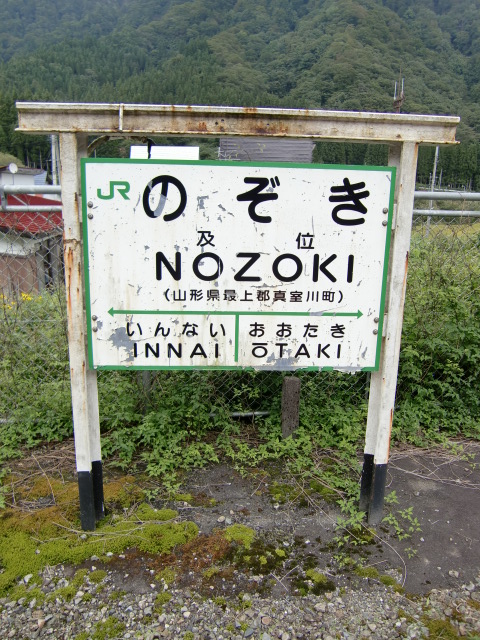 JR のぞき
及位
NOZOKI
(山形県最上郡真室川町)
いんない おおたき
INNAI ŌTAKI